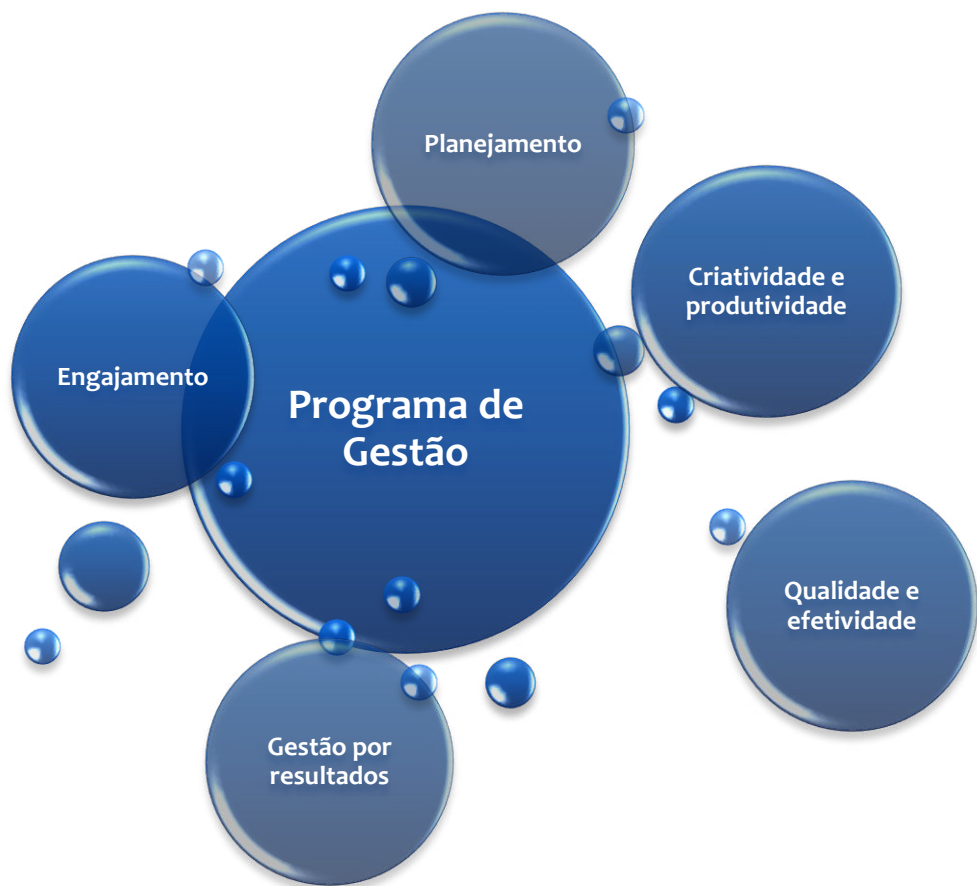 Planejamento
Criatividade e
produtividade
Engajamento
Programa de
Gestão
Qualidade e
efetividade
Gestão por
resultados